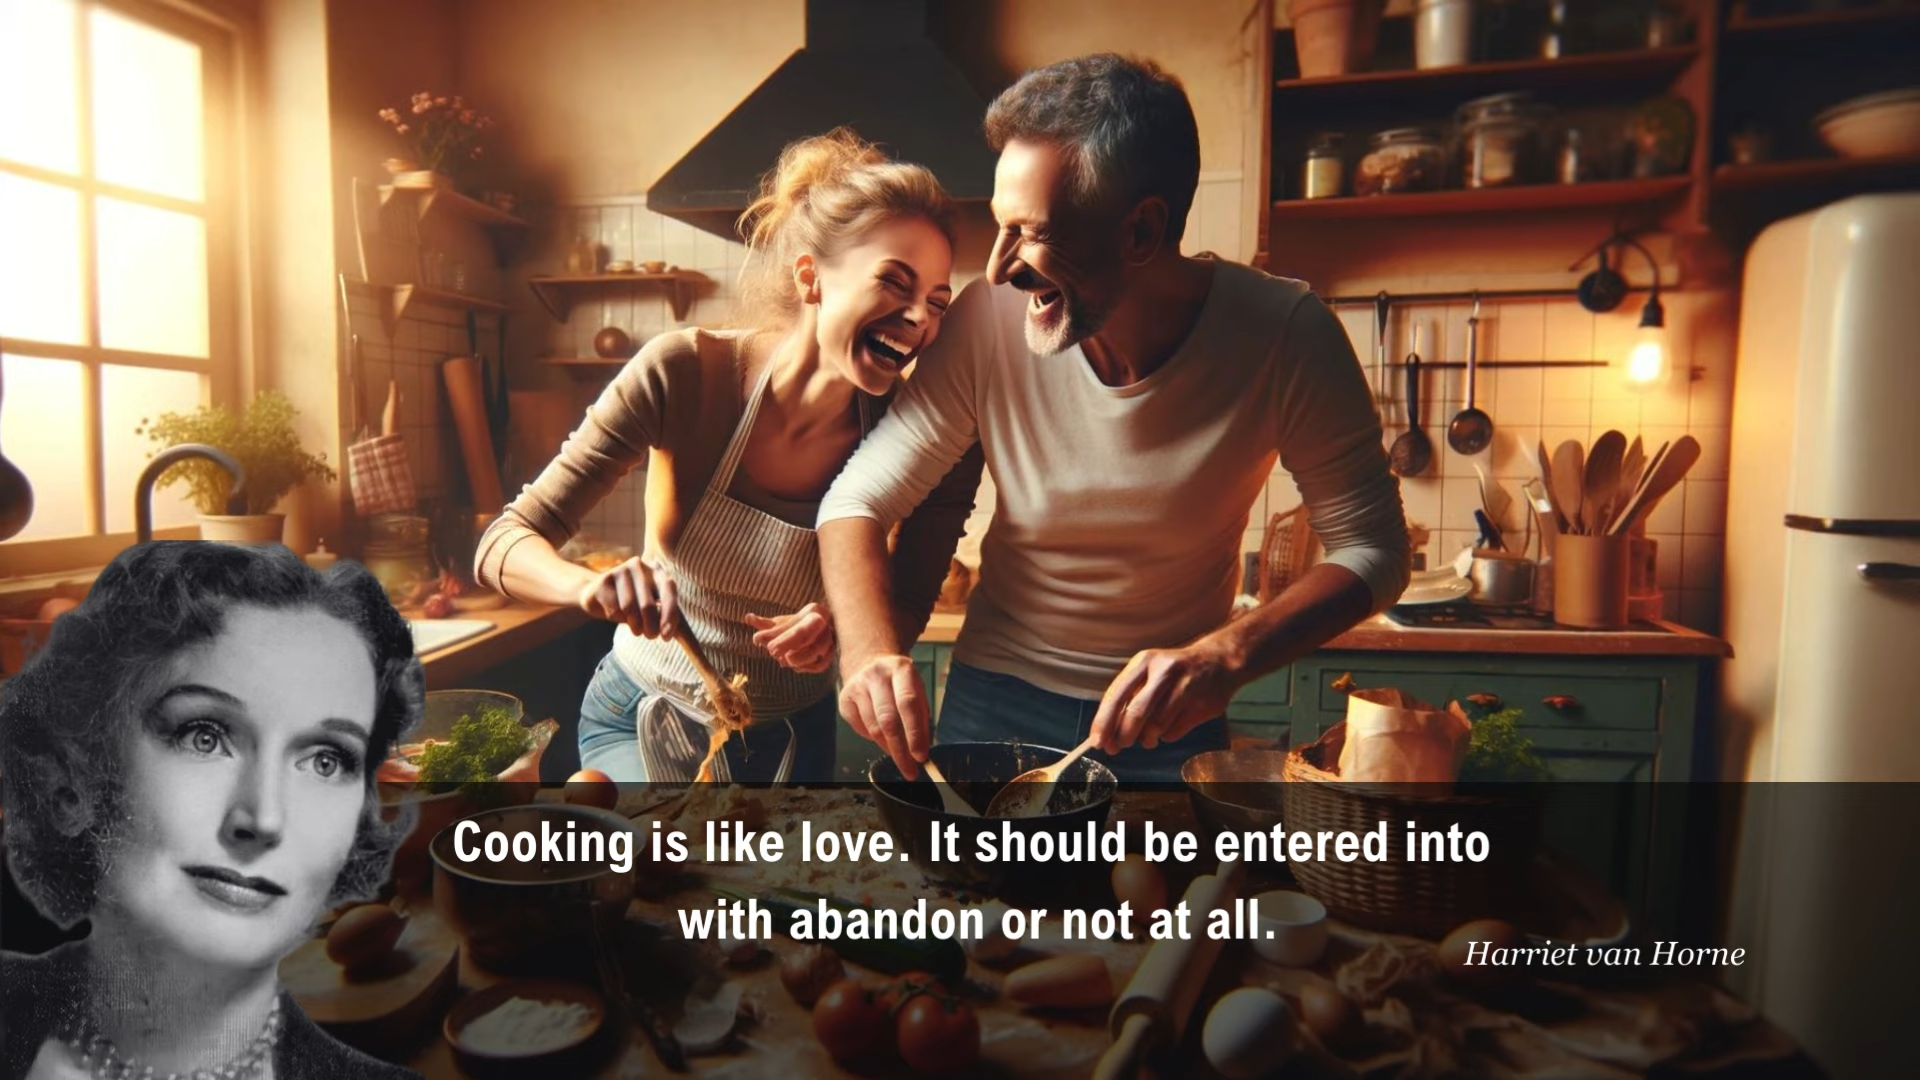 Cooking is like love. It should be entered into
with abandon or not at all.
Harriet van Horne